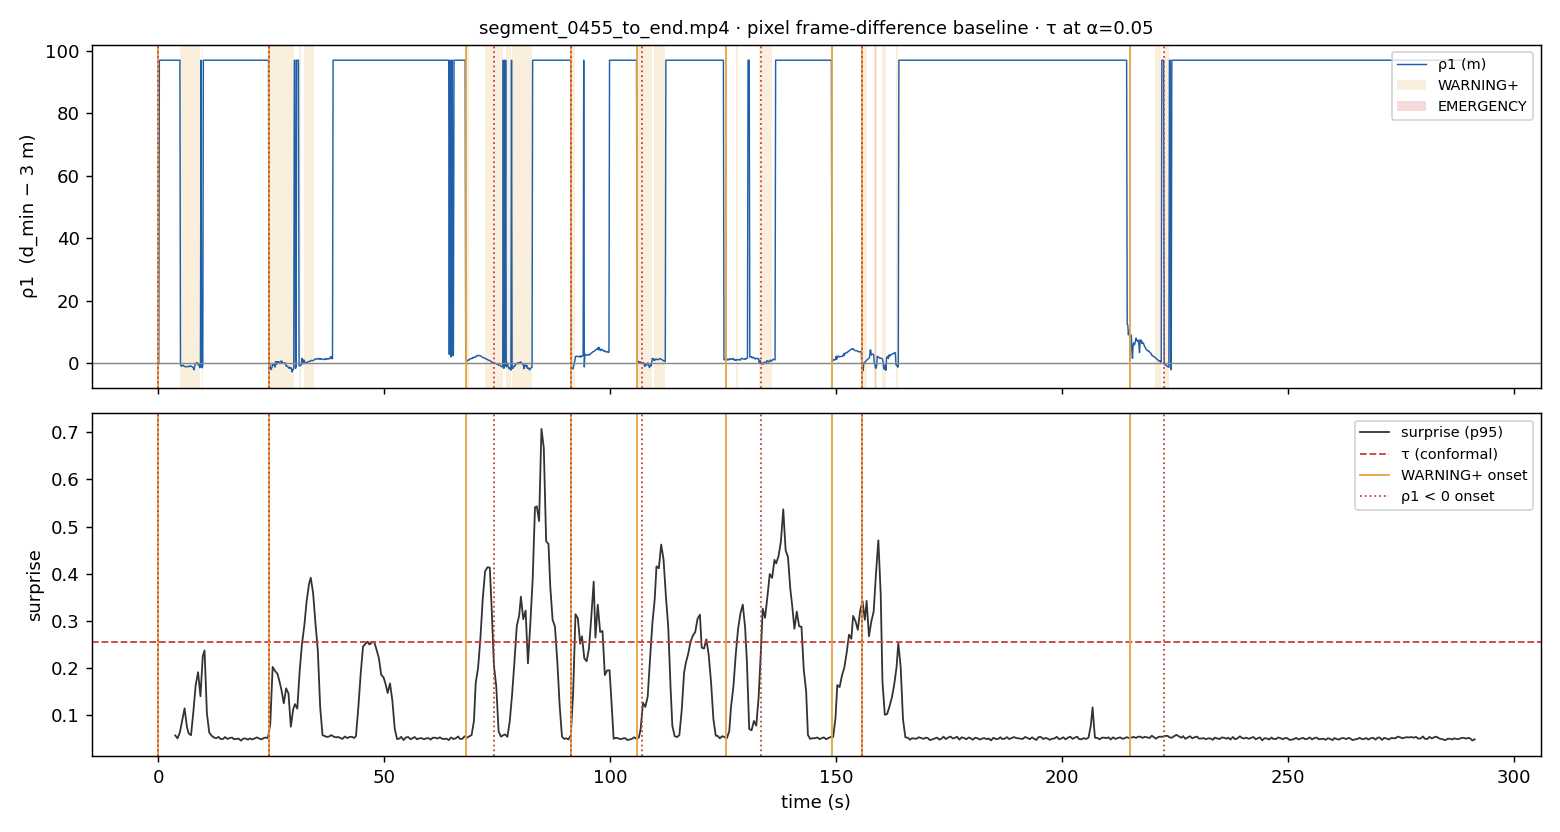 segment_0455_to_end.mp4 · pixel frame-difference baseline · τ at α=0.05
100
80
60
40
20
0
ρ1 (d_min − 3 m)
ρ1 (m)
WARNING+
EMERGENCY
0.7
0.6
0.5
0.4
0.3
0.2
0.1
surprise
surprise (p95)
τ (conformal)
WARNING+ onset
ρ1 < 0 onset
0 50 100 150 200 250 300
time (s)